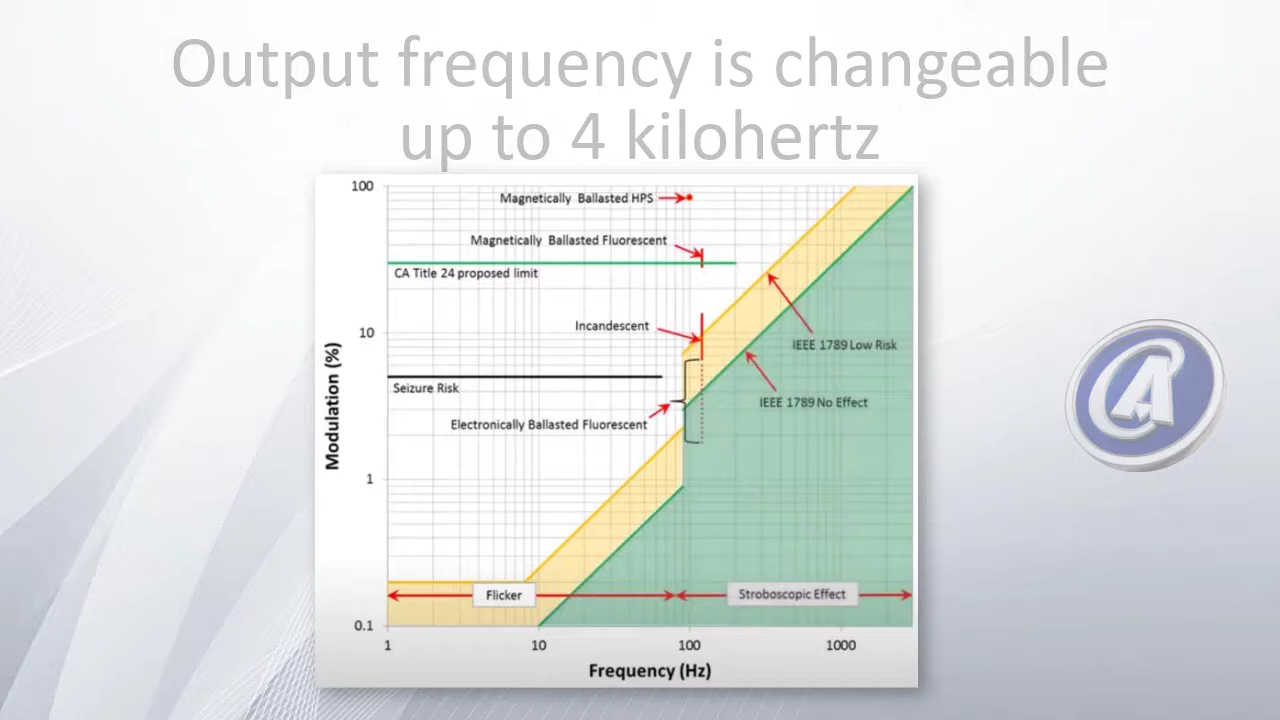 Output frequency is changeable
up to 4 kilohertz
100
Magnetically Ballasted HPS
Magnetically Ballasted Fluorescent
CA Title 24 proposed limit
Incandescent
10
IEEE 1789 Low Risk
Seizure Risk
IEEE 1789 No Effect
Electronically Ballasted Fluorescent
Modulation (%)
1
Flicker
Stroboscopic Effect
0.1
1
10
100
1000
Frequency (Hz)
CA